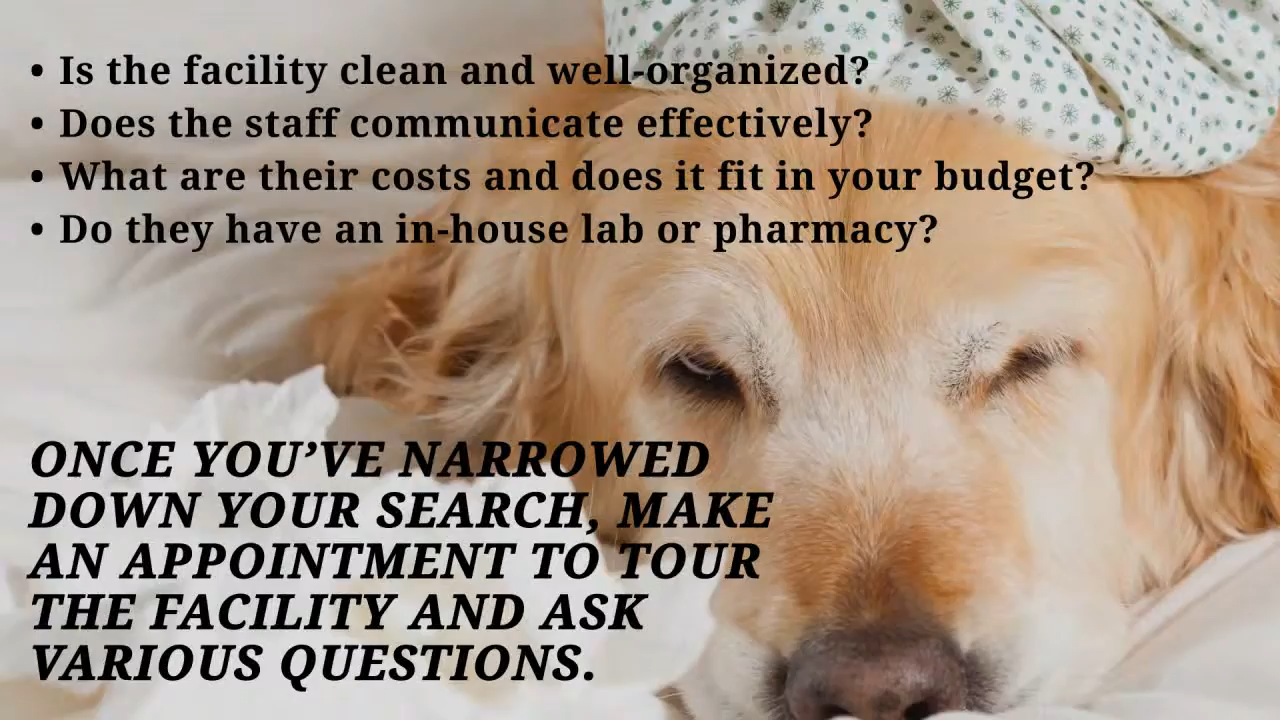 • Is the facility clean and well-organized?
• Does the staff communicate effectively?
• What are their costs and does it fit in your budget?
• Do they have an in-house lab or pharmacy?
ONCE YOU’VE NARROWED
DOWN YOUR SEARCH, MAKE
AN APPOINTMENT TO TOUR
THE FACILITY AND ASK
VARIOUS QUESTIONS.